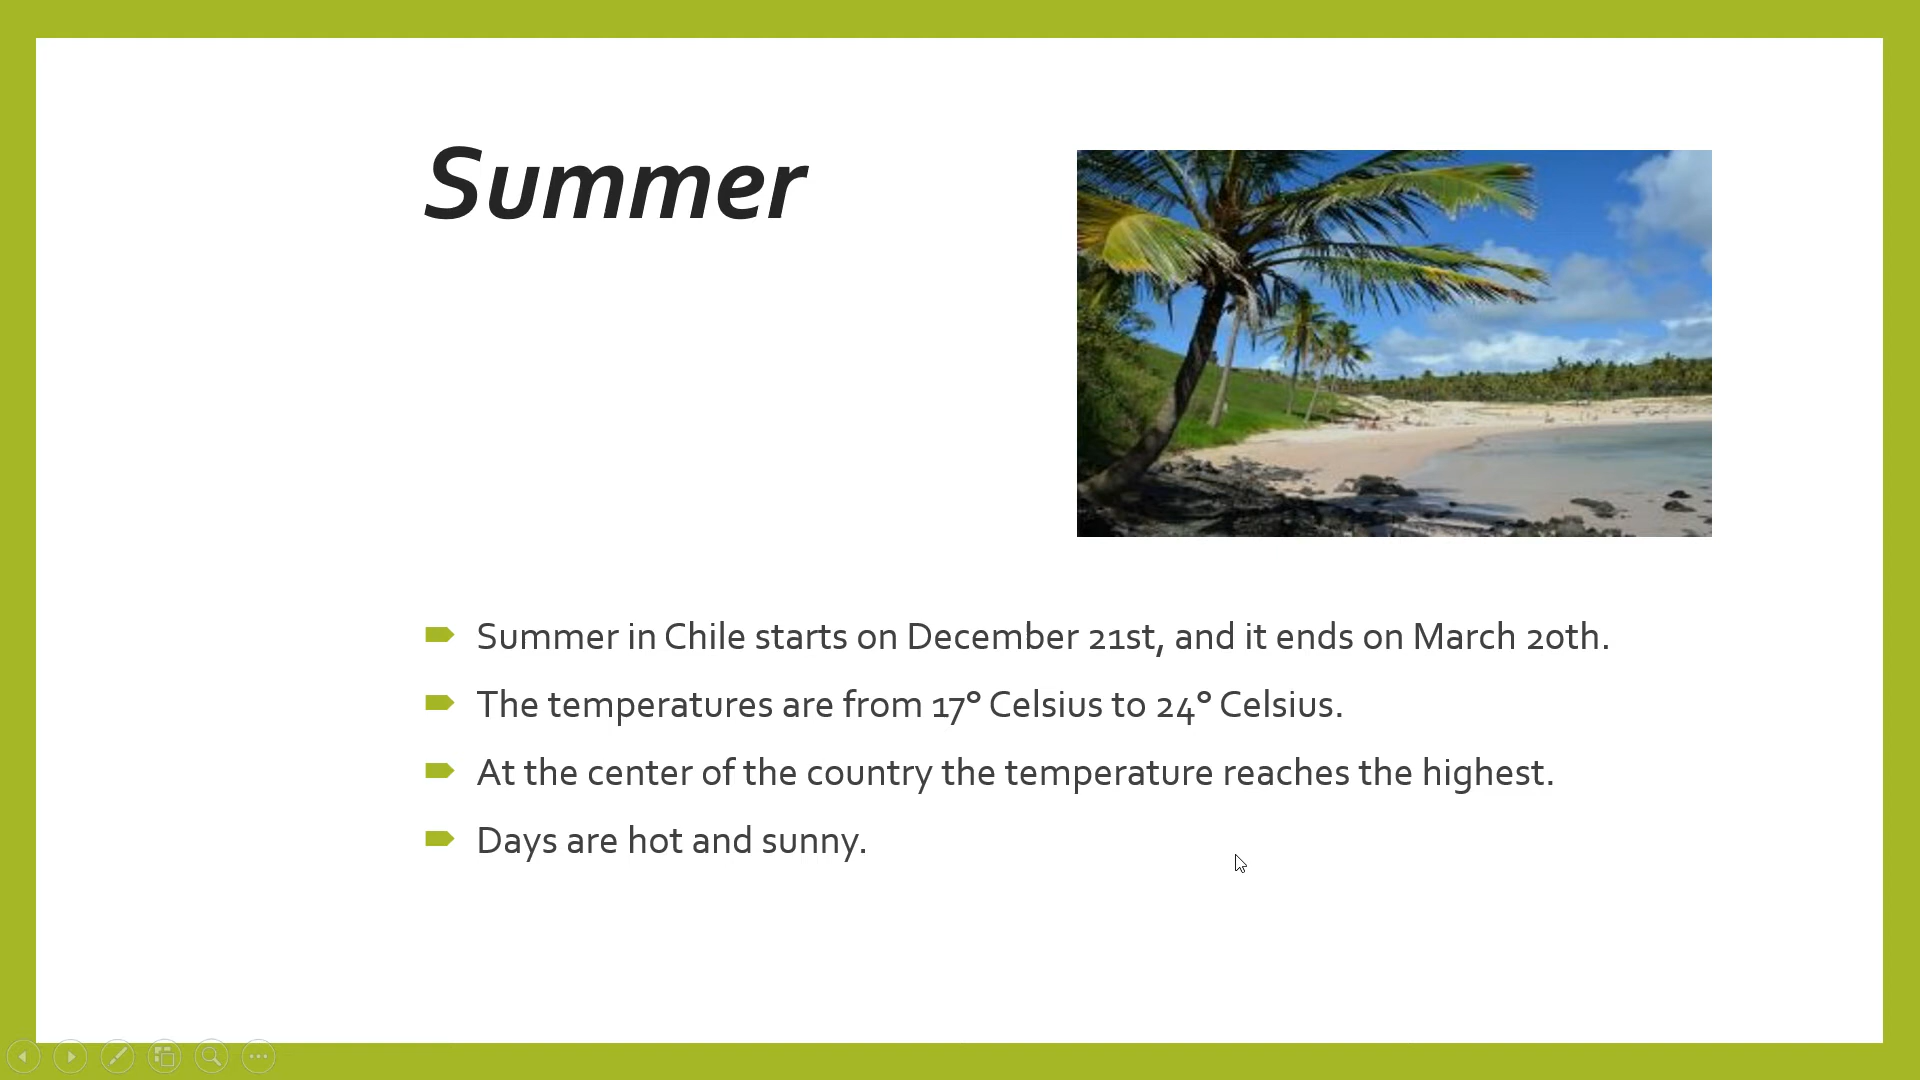 Summer
Summer in Chile starts on December 21st, and it ends on March 20th.
The temperatures are from 17° Celsius to 24° Celsius.
At the center of the country the temperature reaches the highest.
Days are hot and sunny.